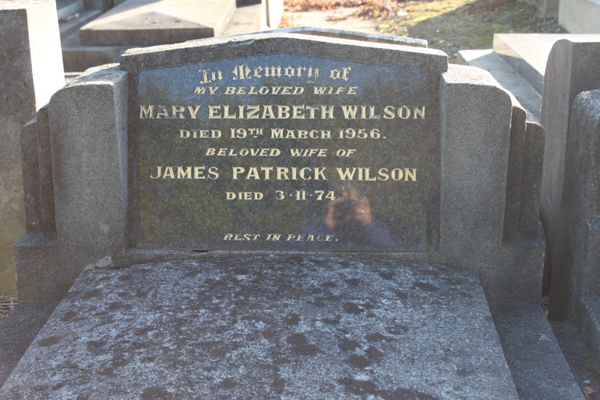 In Memory of
MY BELOVED WIFE
MARY ELIZABETH WILSON
DIED 19TH MARCH 1956.
BELOVED WIFE OF
JAMES PATRICK WILSON
DIED 3·11·74
REST IN PEACE.